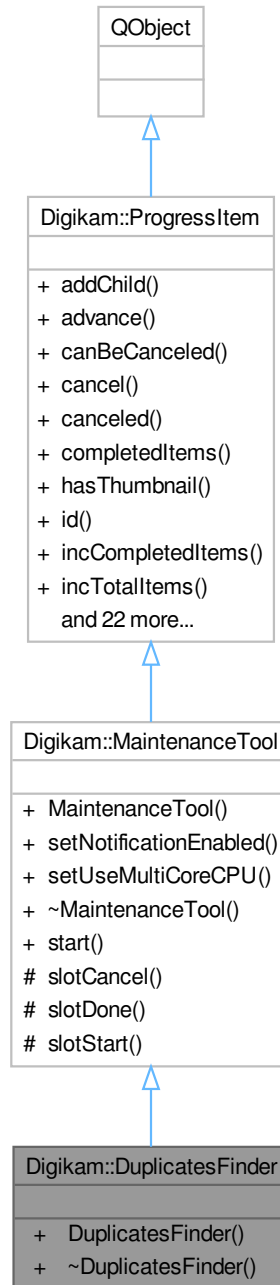 QObject
Digikam::ProgressItem
+ addChild()
+ advance()
+ canBeCanceled()
+ cancel()
+ canceled()
+ completedItems()
+ hasThumbnail()
+ id()
+ incCompletedItems()
+ incTotalItems()
and 22 more...
Digikam::MaintenanceTool
+ MaintenanceTool()
+ setNotificationEnabled()
+ setUseMultiCoreCPU()
+ ~MaintenanceTool()
+ start()
# slotCancel()
# slotDone()
# slotStart()
Digikam::DuplicatesFinder
+ DuplicatesFinder()
+ ~DuplicatesFinder()